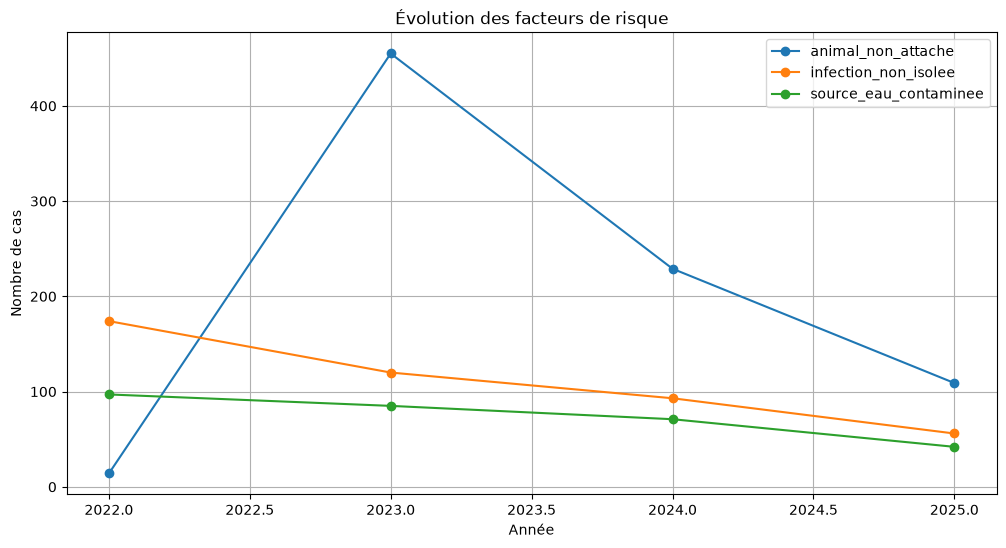 Évolution des facteurs de risque
animal_non_attache
infection_non_isolee
source_eau_contaminee
Nombre de cas
400
300
200
100
0
2022.0 2022.5 2023.0 2023.5 2024.0 2024.5 2025.0
Année